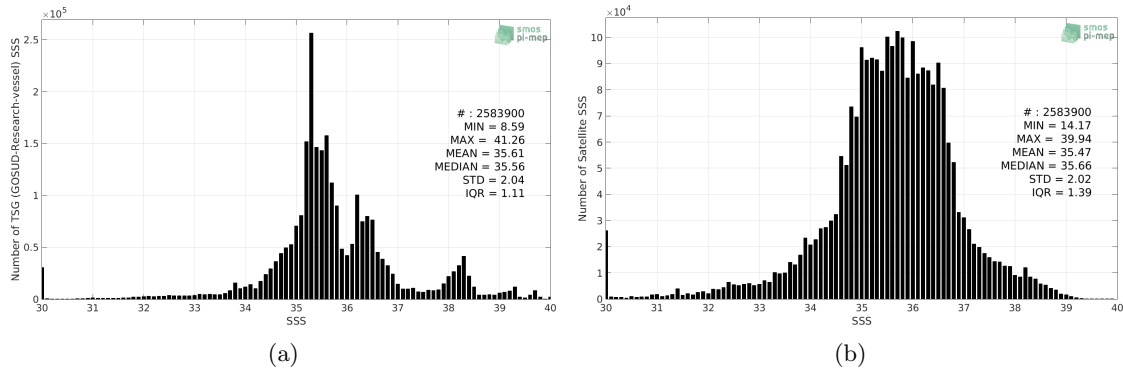 ×10⁵
2.5
2
1.5
1
0.5
0
Number of TSG (GOSUD-Research-vessel) SSS
smos
pi-mep
# : 2583900
MIN = 8.59
MAX = 41.26
MEAN = 35.61
MEDIAN = 35.56
STD = 2.04
IQR = 1.11
30 31 32 33 34 35 36 37 38 39 40
SSS
(a)
×10⁴
10
9
8
7
6
5
4
3
2
1
0
Number of Satellite SSS
smos
pi-mep
# : 2583900
MIN = 14.17
MAX = 39.94
MEAN = 35.47
MEDIAN = 35.66
STD = 2.02
IQR = 1.39
30 31 32 33 34 35 36 37 38 39 40
SSS
(b)